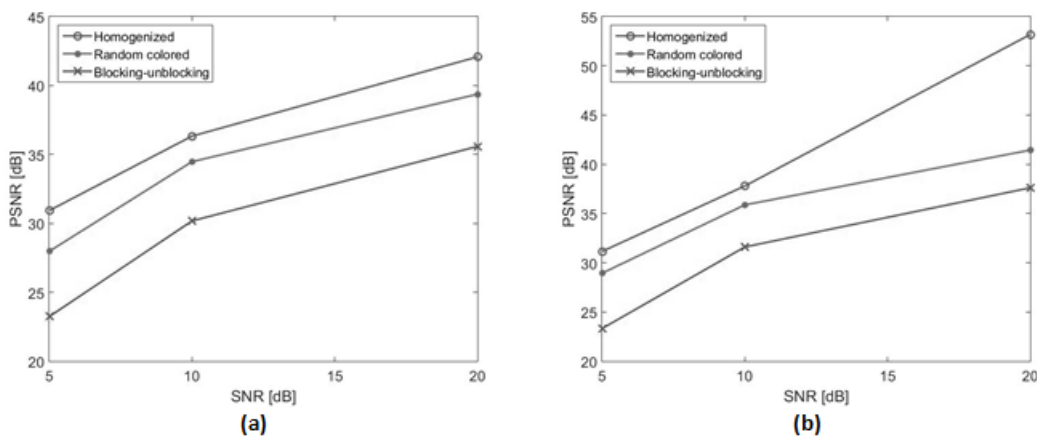 45
40
35
30
25
20
PSNR [dB]
Homogenized
Random colored
Blocking-unblocking
5
10
15
20
SNR [dB]
(a)
55
50
45
40
35
30
25
20
PSNR [dB]
Homogenized
Random colored
Blocking-unblocking
5
10
15
20
SNR [dB]
(b)